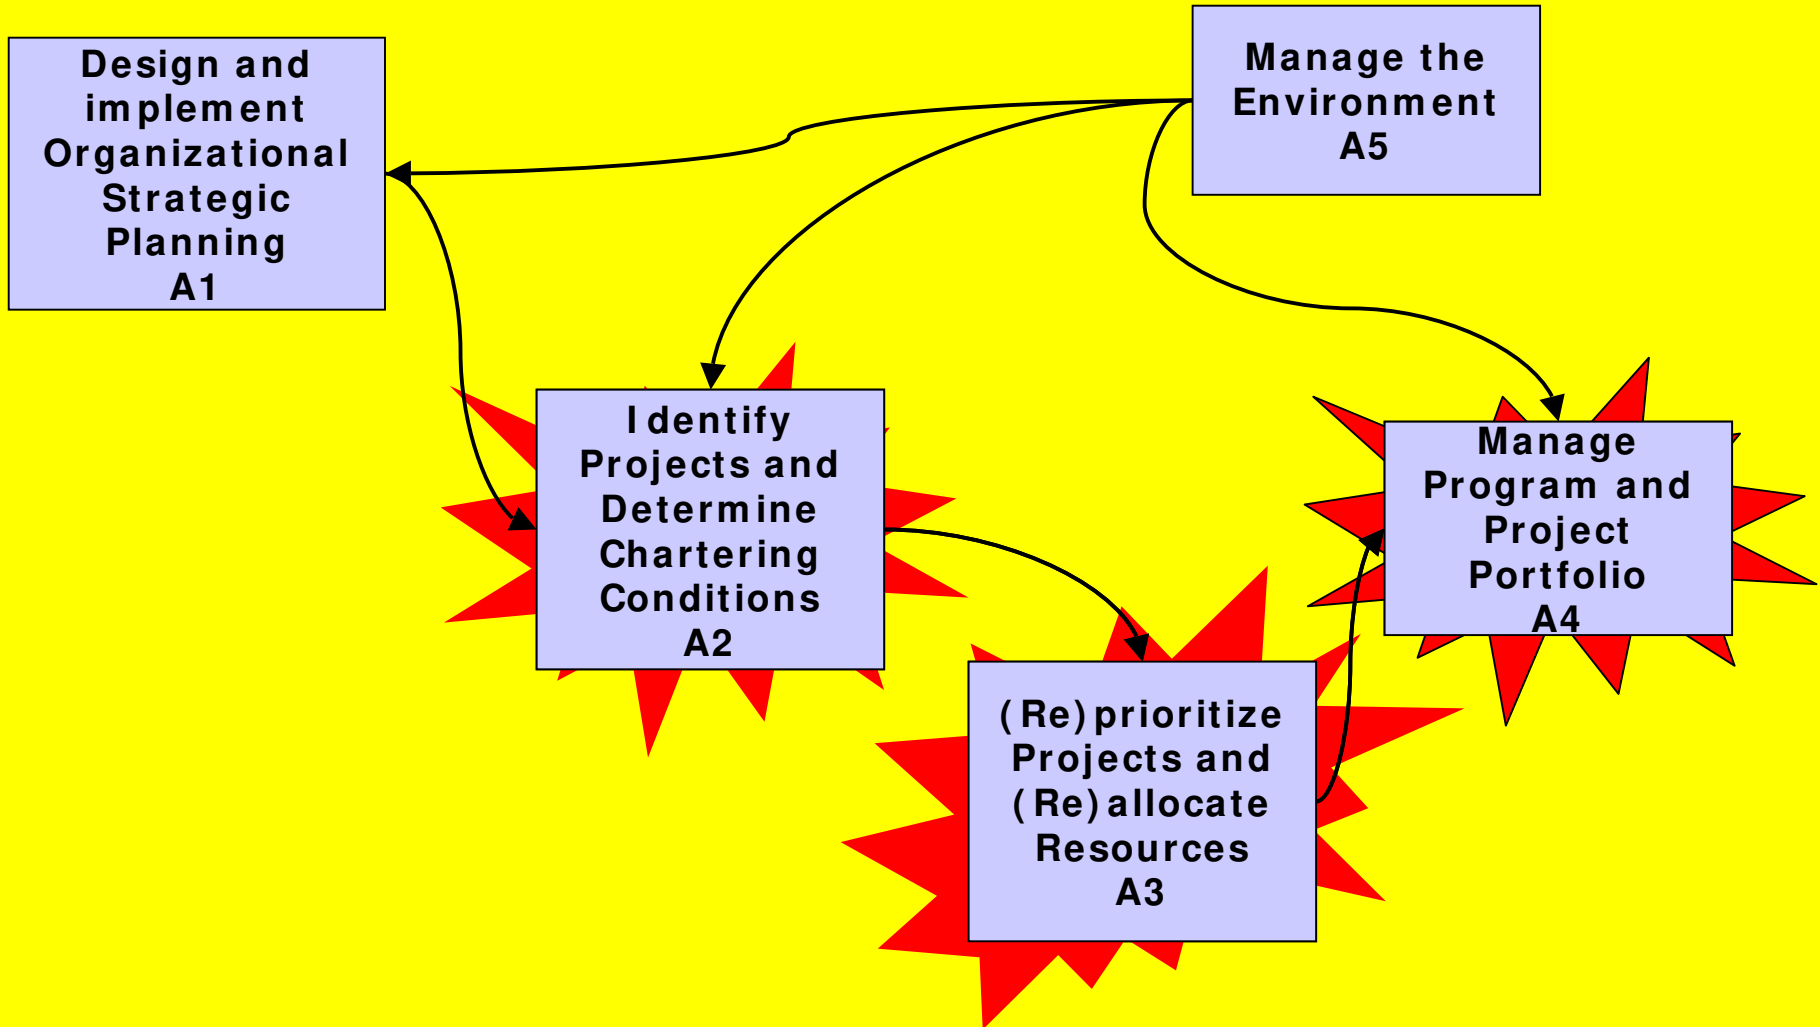 Design and
implement
Organizational
Strategic
Planning
A1
Manage the
Environment
A5
Identify
Projects and
Determine
Chartering
Conditions
A2
Manage
Program and
Project
Portfolio
A4
(Re)prioritize
Projects and
(Re)allocate
Resources
A3